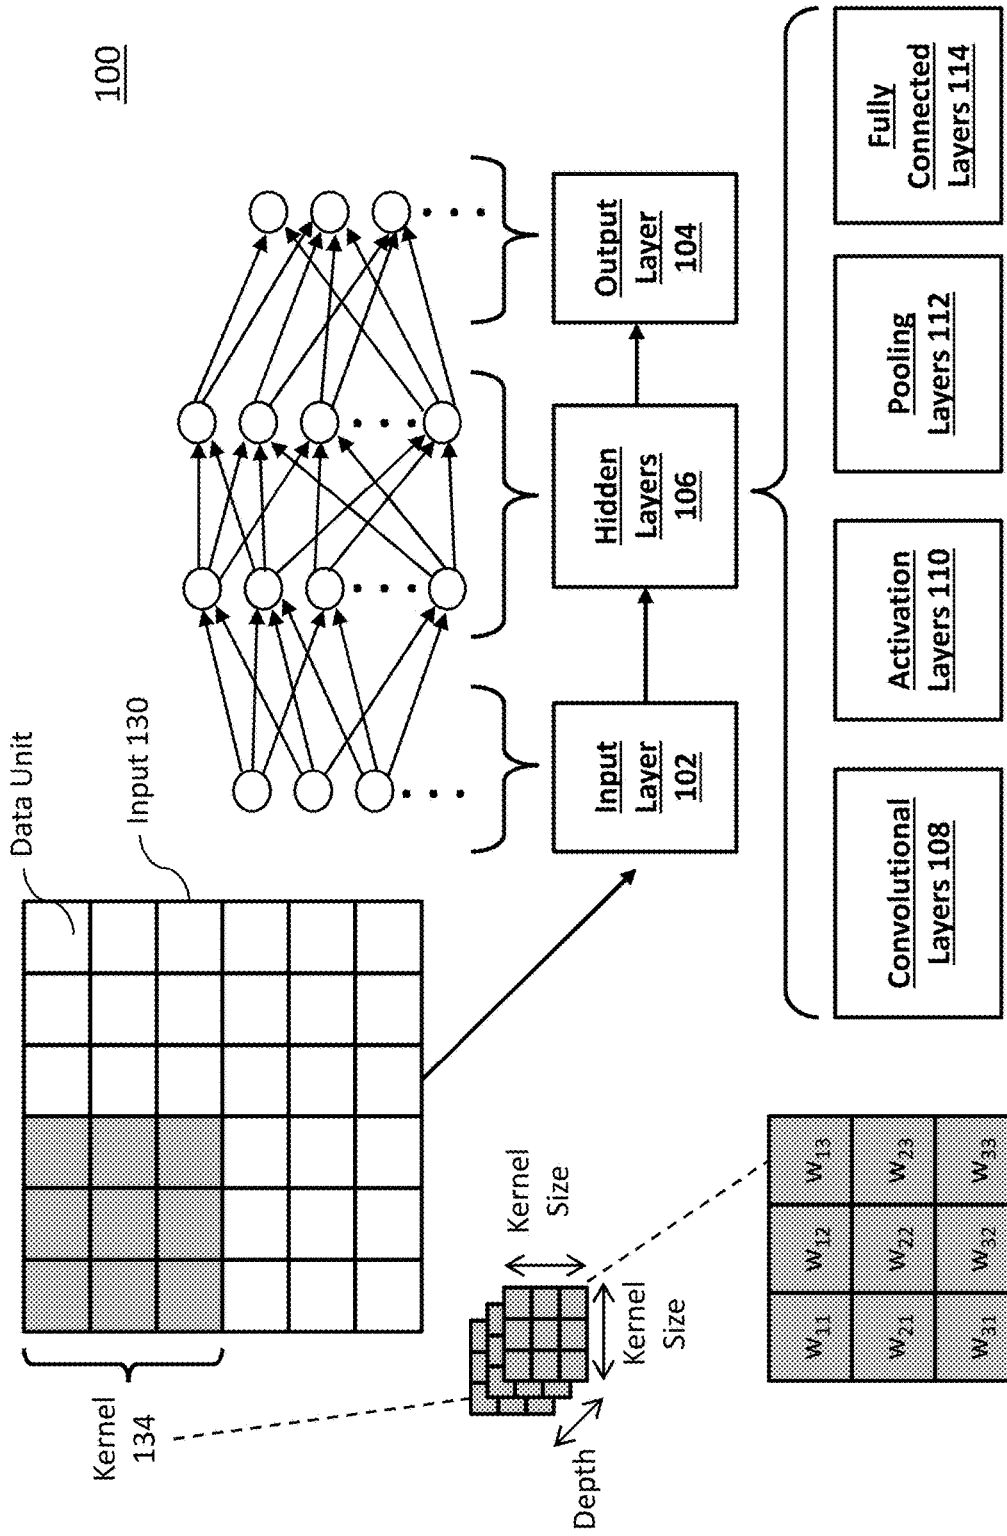 100
Data Unit
Input 130
Kernel
134
Kernel
Size
Kernel
Size
Depth
W11
W12
W13
W21
W22
W23
W31
W32
W33
Input
Layer
102
Hidden
Layers
106
Output
Layer
104
Convolutional
Layers 108
Activation
Layers 110
Pooling
Layers 112
Fully
Connected
Layers 114